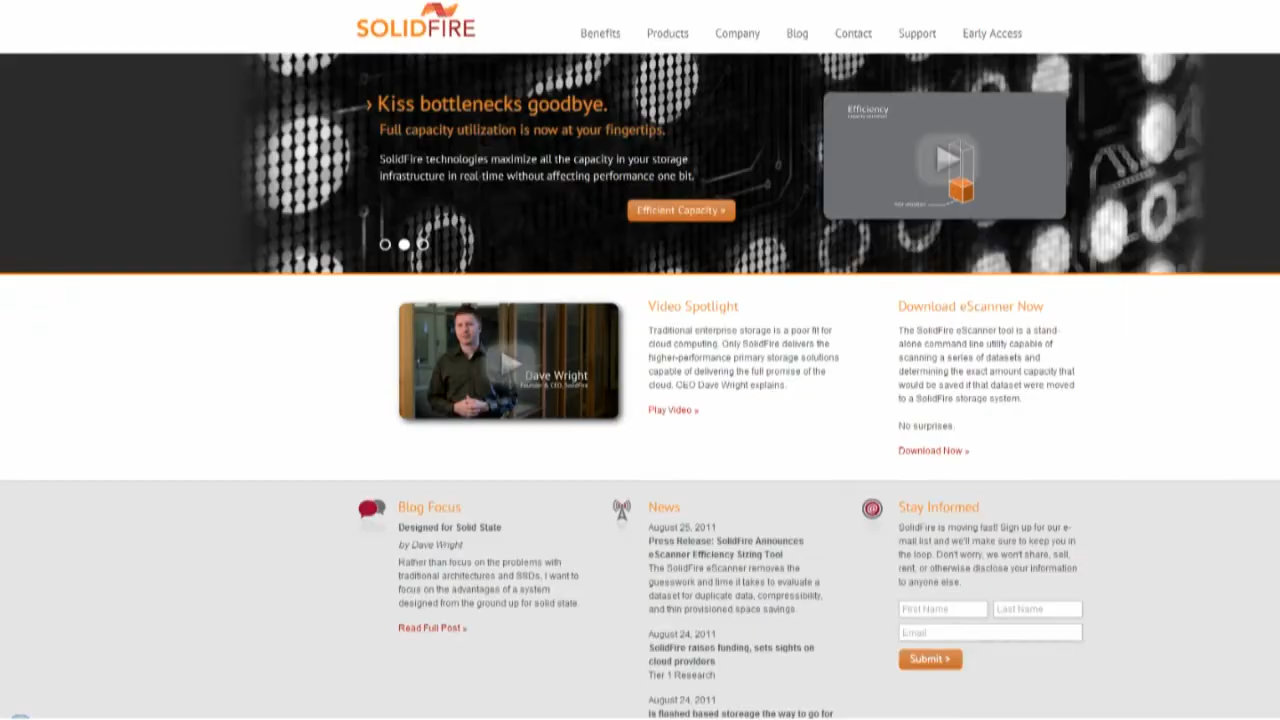 SOLIDFIRE
Benefits Products Company Blog Contact Support Early Access
› Kiss bottlenecks goodbye.
Full capacity utilization is now at your fingertips.
SolidFire technologies maximize all the capacity in your storage
infrastructure in real-time without affecting performance one bit.
Efficient Capacity »
Efficiency
Dave Wright
Founder & CEO, SolidFire
Video Spotlight
Traditional enterprise storage is a poor fit for
cloud computing. Only SolidFire delivers the
higher-performance primary storage solutions
capable of delivering the full promise of the
cloud. CEO Dave Wright explains.
Play Video »
Download eScanner Now
The SolidFire eScanner tool is a stand-
alone command line utility capable of
scanning a series of datasets and
determining the exact amount capacity that
would be saved if that dataset were moved
to a SolidFire storage system.
No surprises.
Download Now »
Blog Focus
Designed for Solid State
by Dave Wright
Rather than focus on the problems with
traditional architectures and SSDs, I want to
focus on the advantages of a system
designed from the ground up for solid state.
Read Full Post »
News
August 25, 2011
Press Release: SolidFire Announces
eScanner Efficiency Sizing Tool
The SolidFire eScanner removes the
guesswork and time it takes to evaluate a
dataset for duplicate data, compressibility,
and thin provisioned space savings.
August 24, 2011
SolidFire raises funding, sets sights on
cloud providers
Tier 1 Research
August 24, 2011
Is flashed based storeage the way to go for
Stay Informed
SolidFire is moving fast! Sign up for our e-
mail list and we'll make sure to keep you in
the loop. Don't worry, we won't share, sell,
rent, or otherwise disclose your information
to anyone else.
First Name Last Name
Email
Submit >